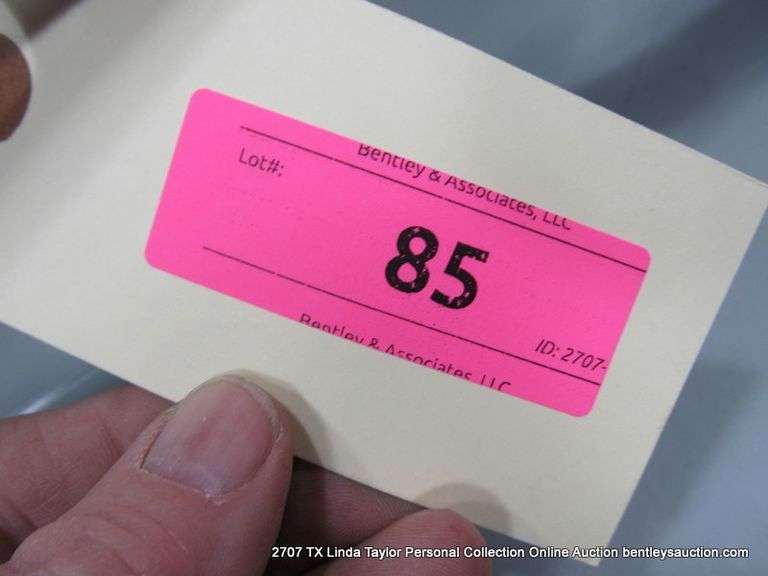 Bentley & Associates, LLC
Lot#:
85
ID: 2707-
Bentley & Associates, LLC
2707 TX Linda Taylor Personal Collection Online Auction bentleysauction.com